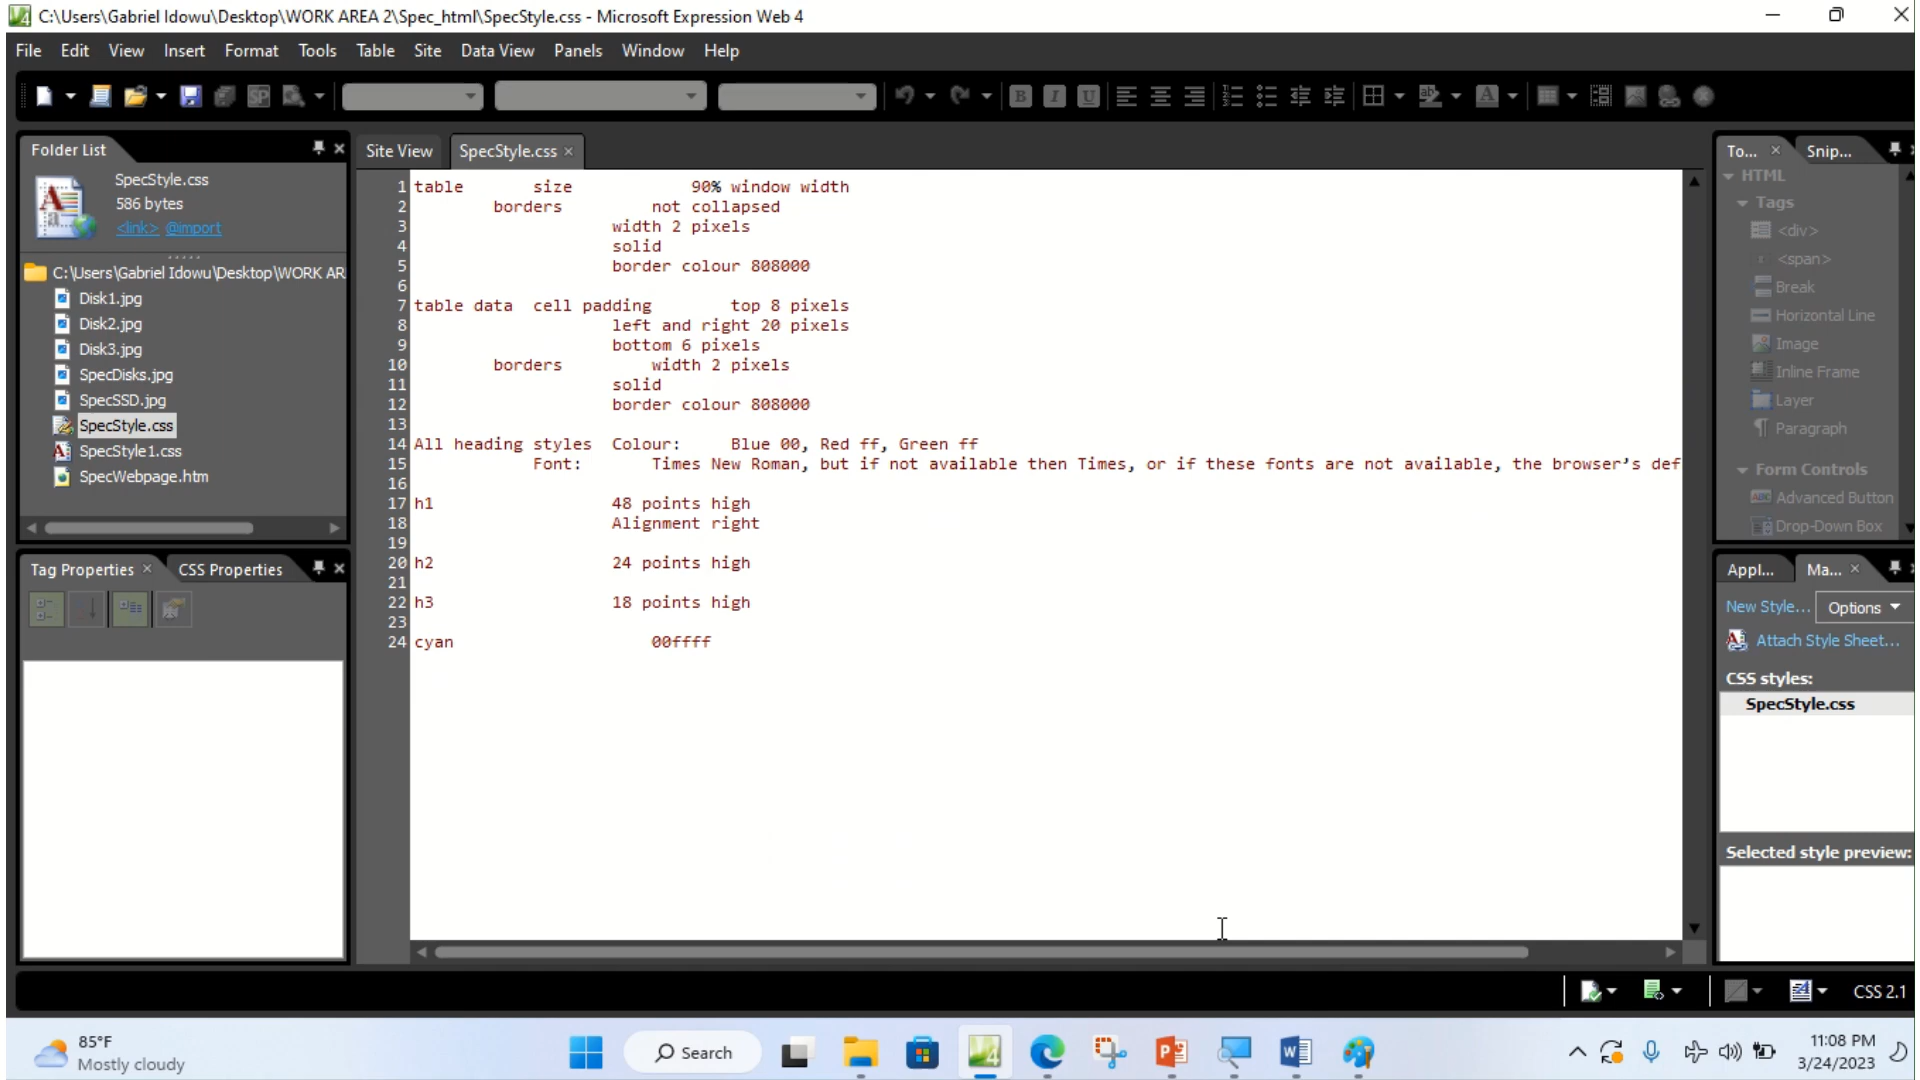 C:\Users\Gabriel Idowu\Desktop\WORK AREA 2\Spec_html\SpecStyle.css - Microsoft Expression Web 4
File Edit View Insert Format Tools Table Site Data View Panels Window Help
Folder List
SpecStyle.css
586 bytes
<link> @import
C:\Users\Gabriel Idowu\Desktop\WORK AR
Disk1.jpg
Disk2.jpg
Disk3.jpg
SpecDisks.jpg
SpecSSD.jpg
SpecStyle.css
SpecStyle1.css
SpecWebpage.htm
Tag Properties CSS Properties
Site View SpecStyle.css
1 table size 90% window width
2 borders not collapsed
3 width 2 pixels
4 solid
5 border colour 808000
6
7 table data cell padding top 8 pixels
8 left and right 20 pixels
9 bottom 6 pixels
10 borders width 2 pixels
11 solid
12 border colour 808000
13
14 All heading styles Colour: Blue 00, Red ff, Green ff
15 Font: Times New Roman, but if not available then Times, or if these fonts are not available, the browser's def
16
17 h1 48 points high
18 Alignment right
19
20 h2 24 points high
21
22 h3 18 points high
23
24 cyan 00ffff
To... Snip...
HTML
Tags
<div>
<span>
Break
Horizontal Line
Image
Inline Frame
Layer
Paragraph
Form Controls
Advanced Button
Drop-Down Box
Appl... Ma...
New Style... Options
Attach Style Sheet...
CSS styles:
SpecStyle.css
Selected style preview:
CSS 2.1
85°F
Mostly cloudy
Search
11:08 PM
3/24/2023